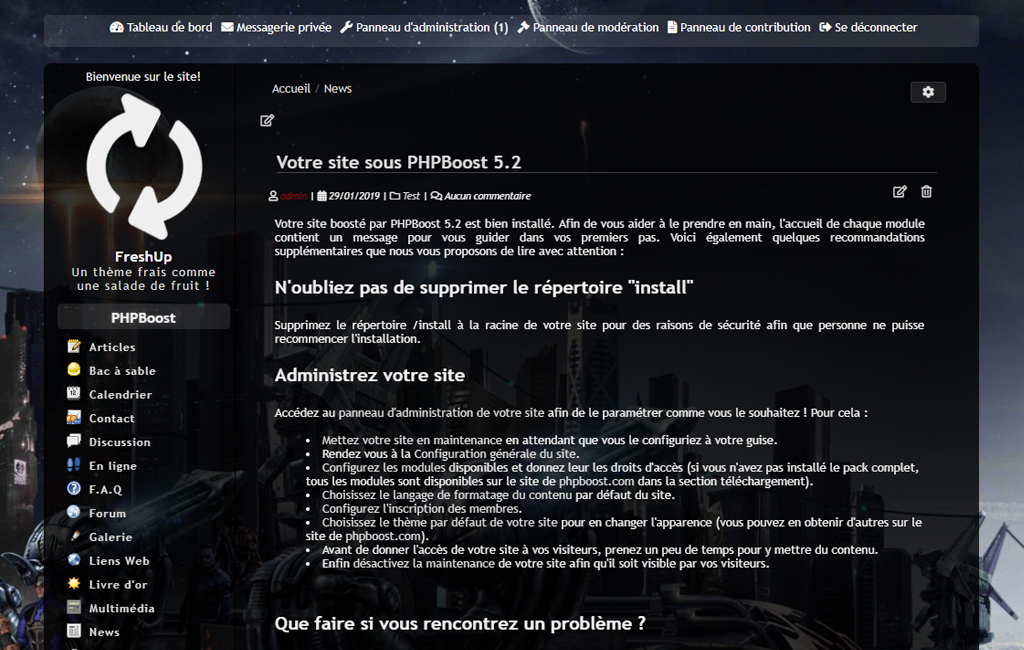 Tableau de bord Messagerie privée Panneau d'administration (1) Panneau de modération Panneau de contribution Se déconnecter
Bienvenue sur le site!
FreshUp
Un thème frais comme
une salade de fruit !
PHPBoost
Articles
Bac à sable
Calendrier
Contact
Discussion
En ligne
F.A.Q
Forum
Galerie
Liens Web
Livre d'or
Multimédia
News
Accueil / News
Votre site sous PHPBoost 5.2
admin | 29/01/2019 | Test | Aucun commentaire
Votre site boosté par PHPBoost 5.2 est bien installé. Afin de vous aider à le prendre en main, l'accueil de chaque module
contient un message pour vous guider dans vos premiers pas. Voici également quelques recommandations
supplémentaires que nous vous proposons de lire avec attention :
N'oubliez pas de supprimer le répertoire "install"
Supprimez le répertoire /install à la racine de votre site pour des raisons de sécurité afin que personne ne puisse
recommencer l'installation.
Administrez votre site
Accédez au panneau d'administration de votre site afin de le paramétrer comme vous le souhaitez ! Pour cela :
• Mettez votre site en maintenance en attendant que vous le configuriez à votre guise.
• Rendez vous à la Configuration générale du site.
• Configurez les modules disponibles et donnez leur les droits d'accès (si vous n'avez pas installé le pack complet,
tous les modules sont disponibles sur le site de phpboost.com dans la section téléchargement).
• Choisissez le langage de formatage du contenu par défaut du site.
• Configurez l'inscription des membres.
• Choisissez le thème par défaut de votre site pour en changer l'apparence (vous pouvez en obtenir d'autres sur le
site de phpboost.com).
• Avant de donner l'accès de votre site à vos visiteurs, prenez un peu de temps pour y mettre du contenu.
• Enfin désactivez la maintenance de votre site afin qu'il soit visible par vos visiteurs.
Que faire si vous rencontrez un problème ?